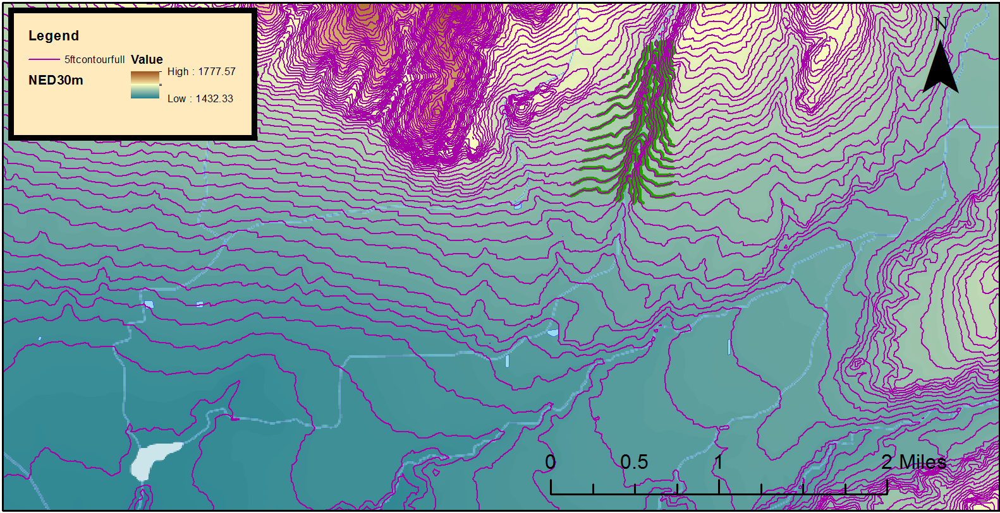 Legend
5ftcontourfull
Value
NED30m
High : 1777.57
Low : 1432.33
N
0 0.5 1 2 Miles